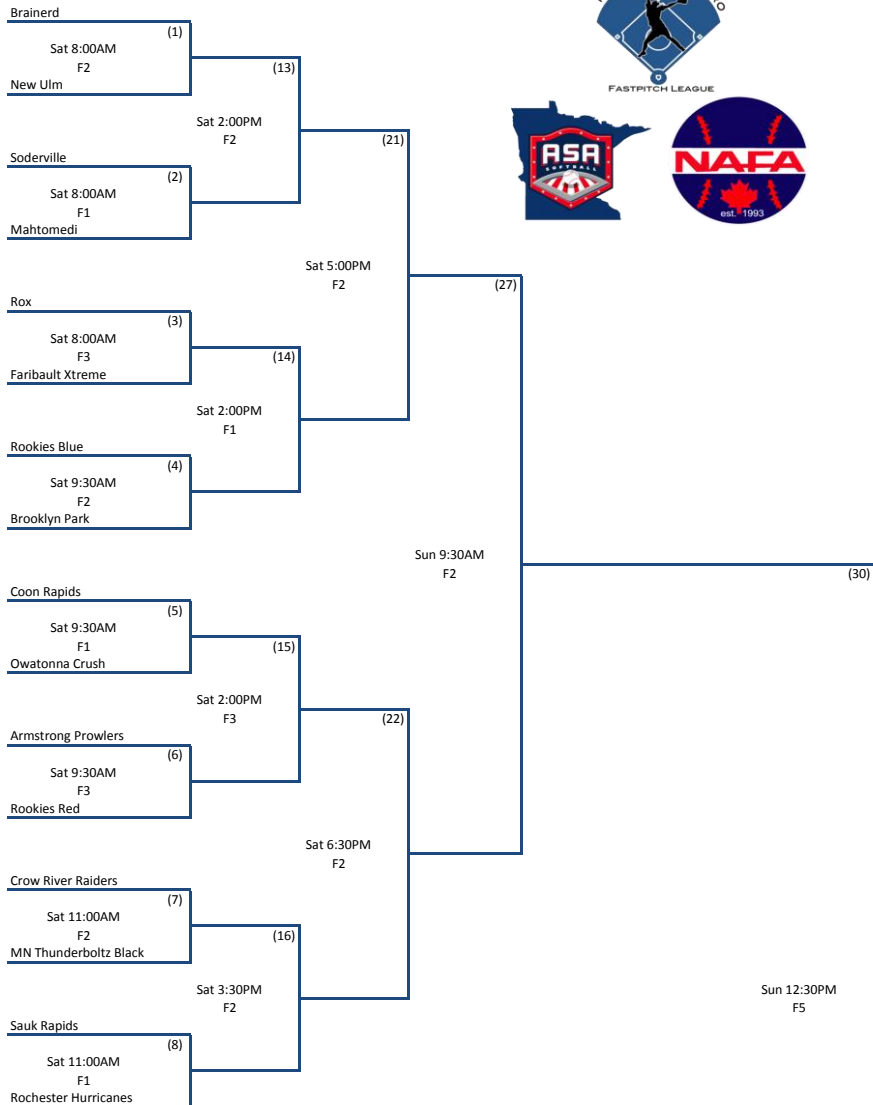 Brainerd
(1)
Sat 8:00AM
F2
(13)
New Ulm
FASTPITCH LEAGUE
Sat 2:00PM
F2
(21)
ASA
SOFTBALL
NAFA
est. 1993
Soderville
(2)
Sat 8:00AM
F1
Mahtomedi
Sat 5:00PM
F2
(27)
Rox
(3)
Sat 8:00AM
F3
(14)
Faribault Xtreme
Sat 2:00PM
F1
Rookies Blue
(4)
Sat 9:30AM
F2
Brooklyn Park
Sun 9:30AM
F2
(30)
Coon Rapids
(5)
Sat 9:30AM
F1
(15)
Owatonna Crush
Sat 2:00PM
F3
(22)
Armstrong Prowlers
(6)
Sat 9:30AM
F3
Rookies Red
Sat 6:30PM
F2
Crow River Raiders
(7)
Sat 11:00AM
F2
(16)
MN Thunderboltz Black
Sat 3:30PM
F2
Sun 12:30PM
F5
Sauk Rapids
(8)
Sat 11:00AM
F1
Rochester Hurricanes